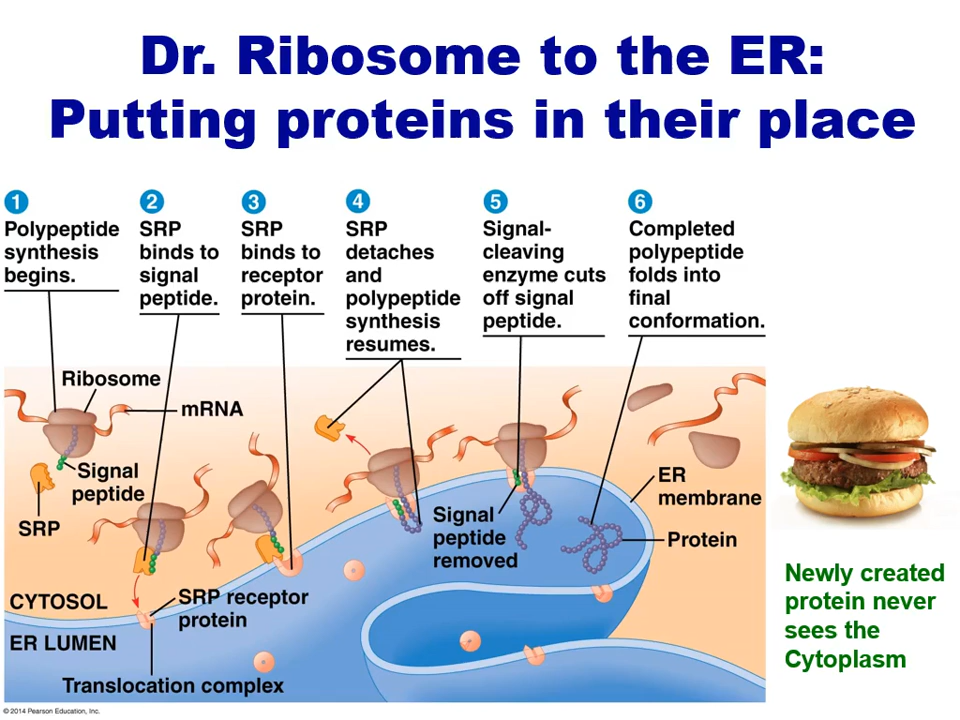 Dr. Ribosome to the ER:
Putting proteins in their place
1
Polypeptide
synthesis
begins.
2
SRP
binds to
signal
peptide.
3
SRP
binds to
receptor
protein.
4
SRP
detaches
and
polypeptide
synthesis
resumes.
5
Signal-
cleaving
enzyme cuts
off signal
peptide.
6
Completed
polypeptide
folds into
final
conformation.
Ribosome
mRNA
Signal
peptide
SRP
CYTOSOL
ER LUMEN
SRP receptor
protein
Translocation complex
Signal
peptide
removed
ER
membrane
Protein
Newly created
protein never
sees the
Cytoplasm
© 2014 Pearson Education, Inc.